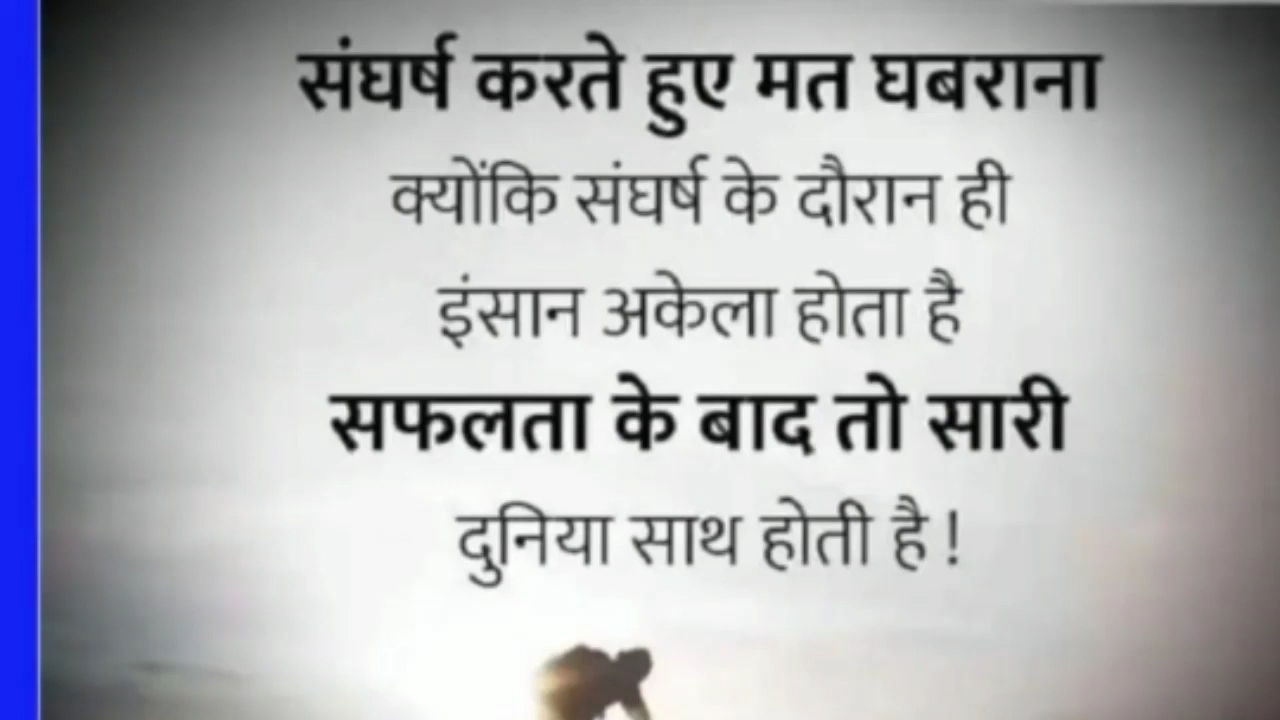 संघर्ष करते हुए मत घबराना
क्योंकि संघर्ष के दौरान ही
इंसान अकेला होता है
सफलता के बाद तो सारी
दुनिया साथ होती है !